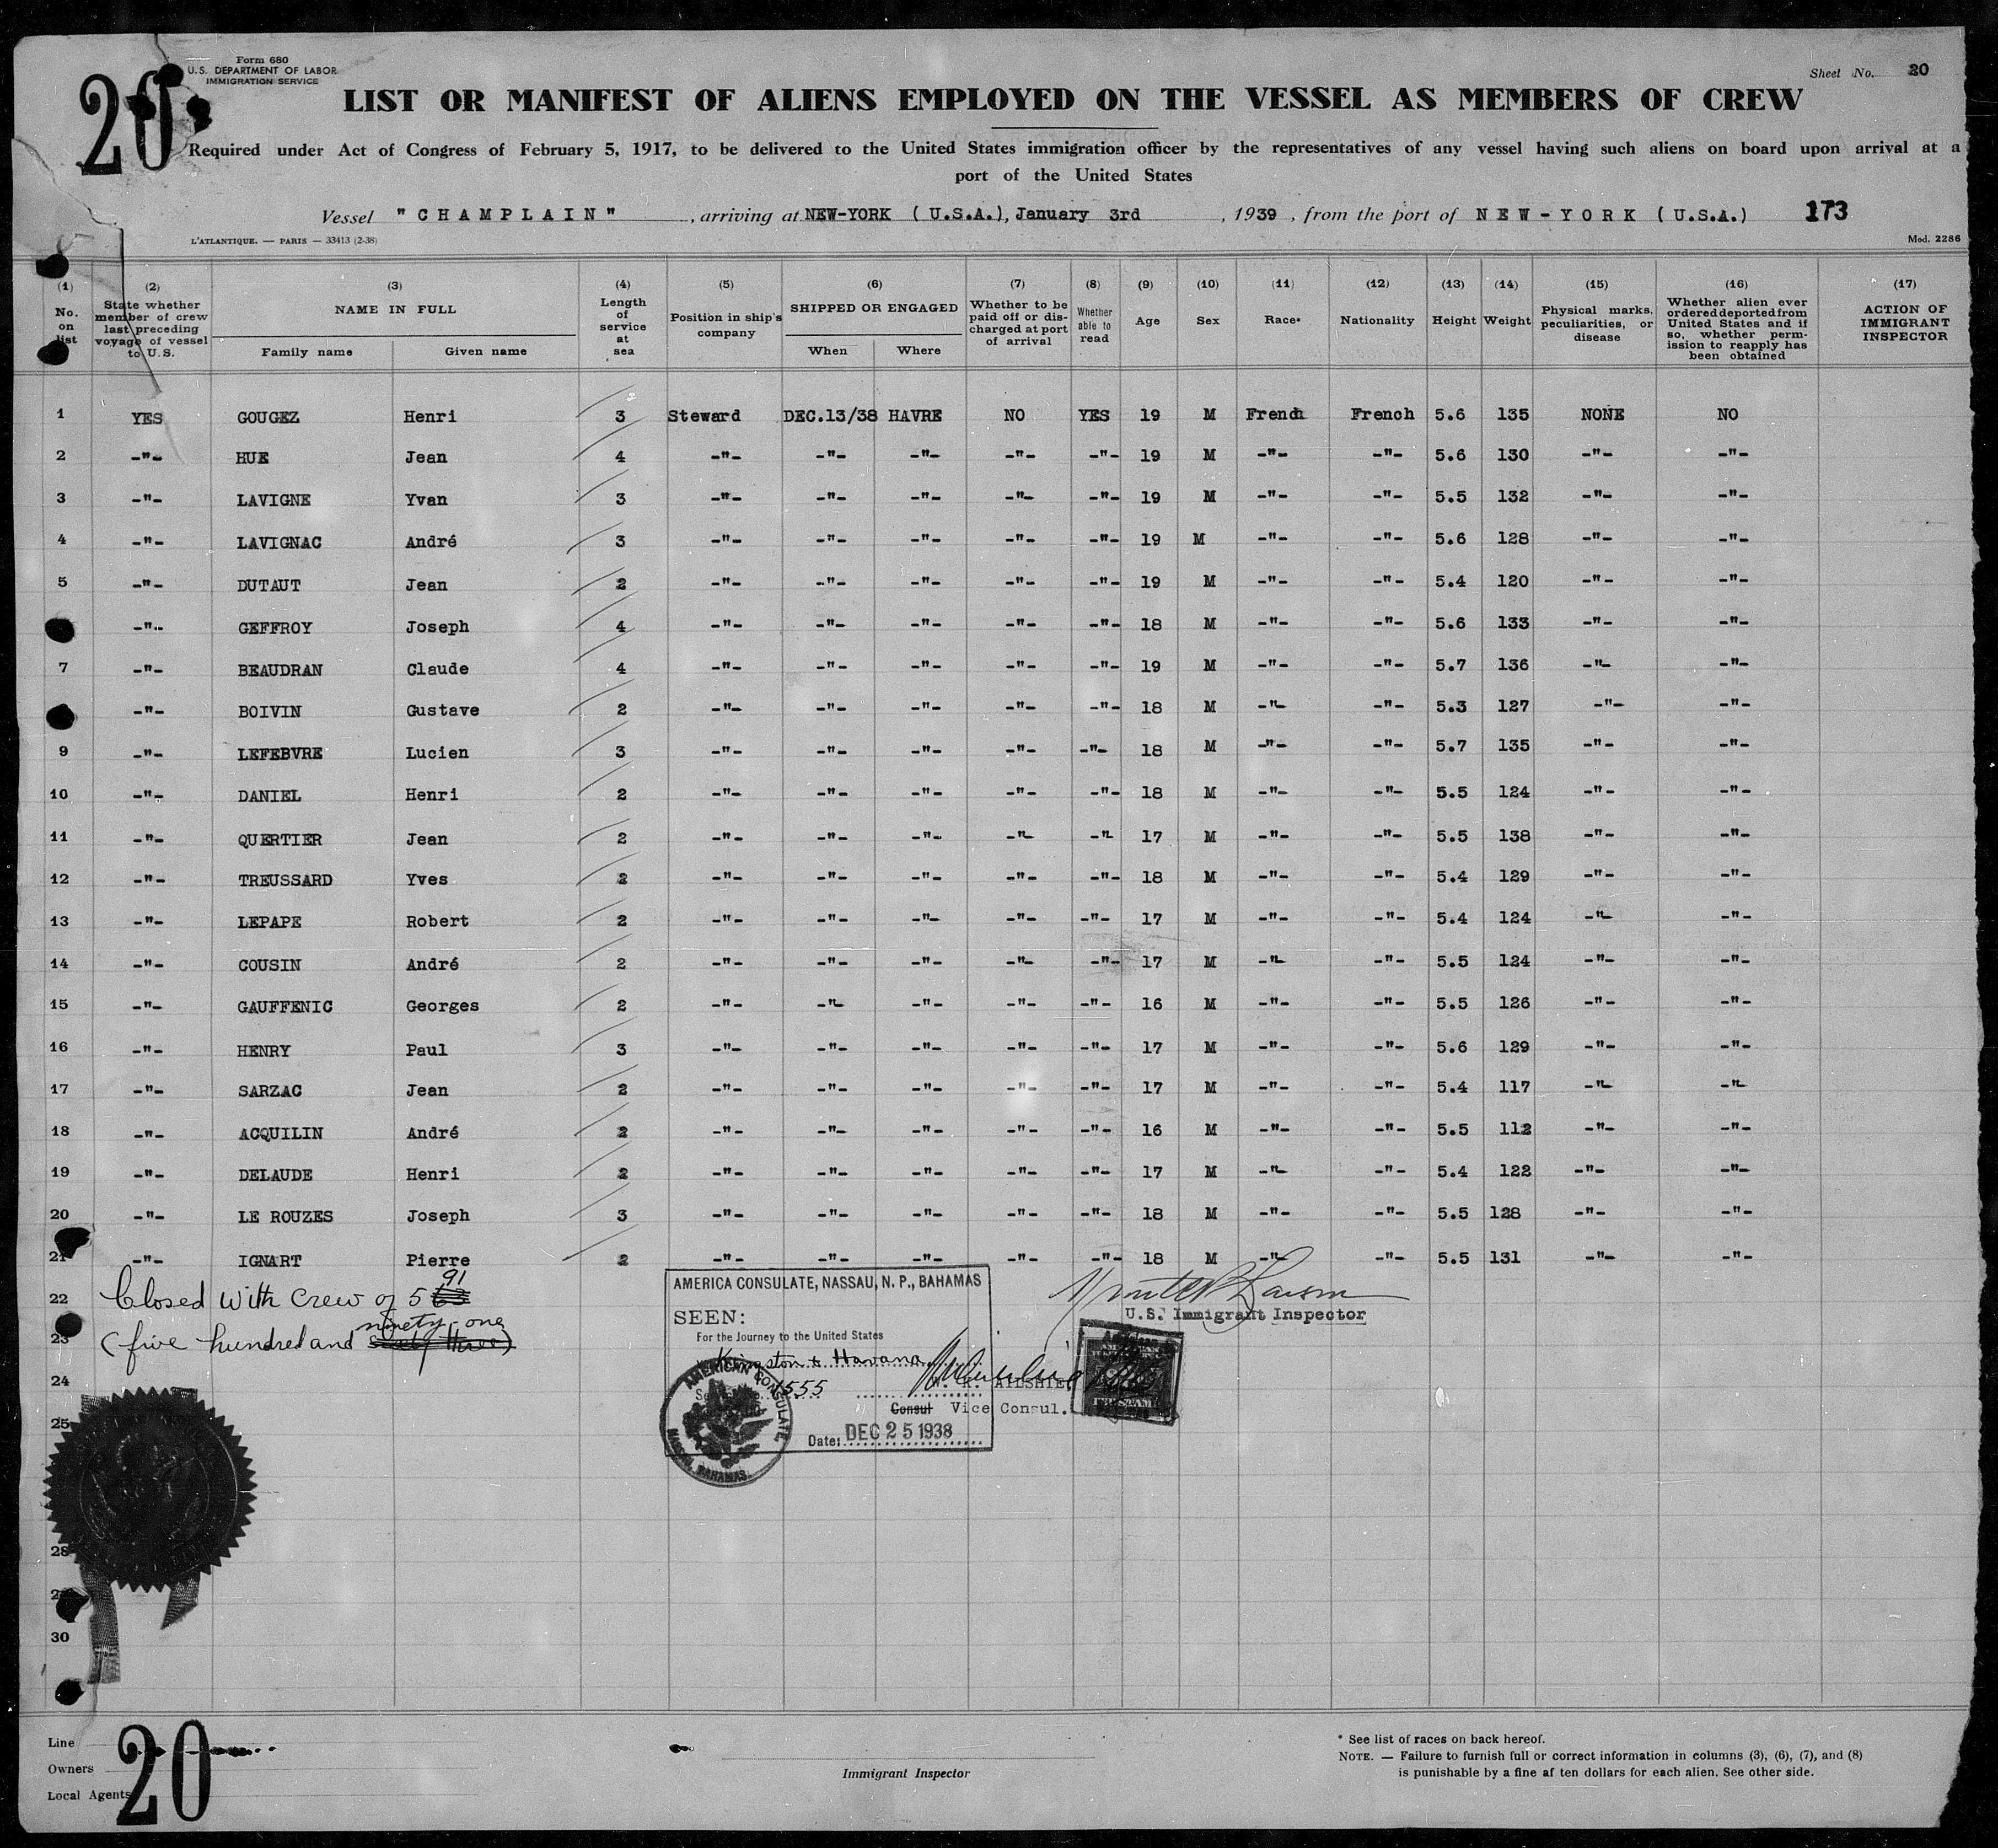 Form 680
U.S. DEPARTMENT OF LABOR
IMMIGRATION SERVICE
20
Sheet No. 20
LIST OR MANIFEST OF ALIENS EMPLOYED ON THE VESSEL AS MEMBERS OF CREW
Required under Act of Congress of February 5, 1917, to be delivered to the United States immigration officer by the representatives of any vessel having such aliens on board upon arrival at a
port of the United States
Vessel "CHAMPLAIN", arriving at NEW-YORK (U.S.A.), January 3rd, 1939, from the port of NEW-YORK (U.S.A.) 173
L'ATLANTIQUE. — PARIS — 33413 (2-38)
Mod. 2286
(1) No. on list
(2) State whether member of crew last preceding voyage of vessel to U.S.
(3) NAME IN FULL
Family name Given name
(4) Length of service at sea
(5) Position in ship's company
(6) SHIPPED OR ENGAGED
When Where
(7) Whether to be paid off or discharged at port of arrival
(8) Whether able to read
(9) Age
(10) Sex
(11) Race*
(12) Nationality
(13) Height
(14) Weight
(15) Physical marks, peculiarities, or disease
(16) Whether alien ever ordered deported from United States and if so, whether permission to reapply has been obtained
(17) ACTION OF IMMIGRANT INSPECTOR
1 YES GOUGEZ Henri 3 Steward DEC.13/38 HAVRE NO YES 19 M French French 5.6 135 NONE NO
2 -"- HUE Jean 4 -"- -"- -"- -"- -"- 19 M -"- -"- 5.6 130 -"- -"-
3 -"- LAVIGNE Yvan 3 -"- -"- -"- -"- -"- 19 M -"- -"- 5.5 132 -"- -"-
4 -"- LAVIGNAC André 3 -"- -"- -"- -"- -"- 19 M -"- -"- 5.6 128 -"- -"-
5 -"- DUTAUT Jean 2 -"- -"- -"- -"- -"- 19 M -"- -"- 5.4 120 -"- -"-
-"- GEFFROY Joseph 4 -"- -"- -"- -"- -"- 18 M -"- -"- 5.6 133 -"- -"-
7 -"- BEAUDRAN Claude 4 -"- -"- -"- -"- -"- 19 M -"- -"- 5.7 136 -"- -"-
-"- BOIVIN Gustave 2 -"- -"- -"- -"- -"- 18 M -"- -"- 5.3 127 -"- -"-
9 -"- LEFEBVRE Lucien 3 -"- -"- -"- -"- -"- 18 M -"- -"- 5.7 135 -"- -"-
10 -"- DANIEL Henri 2 -"- -"- -"- -"- -"- 18 M -"- -"- 5.5 124 -"- -"-
11 -"- QUERTIER Jean 2 -"- -"- -"- -"- -"- 17 M -"- -"- 5.5 138 -"- -"-
12 -"- TREUSSARD Yves 2 -"- -"- -"- -"- -"- 18 M -"- -"- 5.4 129 -"- -"-
13 -"- LEPAPE Robert 2 -"- -"- -"- -"- -"- 17 M -"- -"- 5.4 124 -"- -"-
14 -"- COUSIN André 2 -"- -"- -"- -"- -"- 17 M -"- -"- 5.5 124 -"- -"-
15 -"- GAUFFENIC Georges 2 -"- -"- -"- -"- -"- 16 M -"- -"- 5.5 126 -"- -"-
16 -"- HENRY Paul 3 -"- -"- -"- -"- -"- 17 M -"- -"- 5.6 129 -"- -"-
17 -"- SARZAC Jean 2 -"- -"- -"- -"- -"- 17 M -"- -"- 5.4 117 -"- -"-
18 -"- ACQUILIN André 2 -"- -"- -"- -"- -"- 16 M -"- -"- 5.5 112 -"- -"-
19 -"- DELAUDE Henri 2 -"- -"- -"- -"- -"- 17 M -"- -"- 5.4 122 -"- -"-
20 -"- LE ROUZES Joseph 3 -"- -"- -"- -"- -"- 18 M -"- -"- 5.5 128 -"- -"-
21 -"- IGNART Pierre 2 -"- -"- -"- -"- -"- 18 M -"- -"- 5.5 131 -"- -"-
91
22 Closed with crew of 5 63
ninety-one
23 (five hundred and sixty three)
24
25
28
30
AMERICA CONSULATE, NASSAU, N. P., BAHAMAS
SEEN:
For the Journey to the United States
Kingston & Havana
1555
Consul Vice Consul.
Date: DEC 25 1938
AMERICAN CONSULATE
NASSAU, BAHAMAS.
U.S. Immigrant Inspector
Line
Owners
Local Agents
20
Immigrant Inspector
* See list of races on back hereof.
NOTE. — Failure to furnish full or correct information in columns (3), (6), (7), and (8)
is punishable by a fine af ten dollars for each alien. See other side.